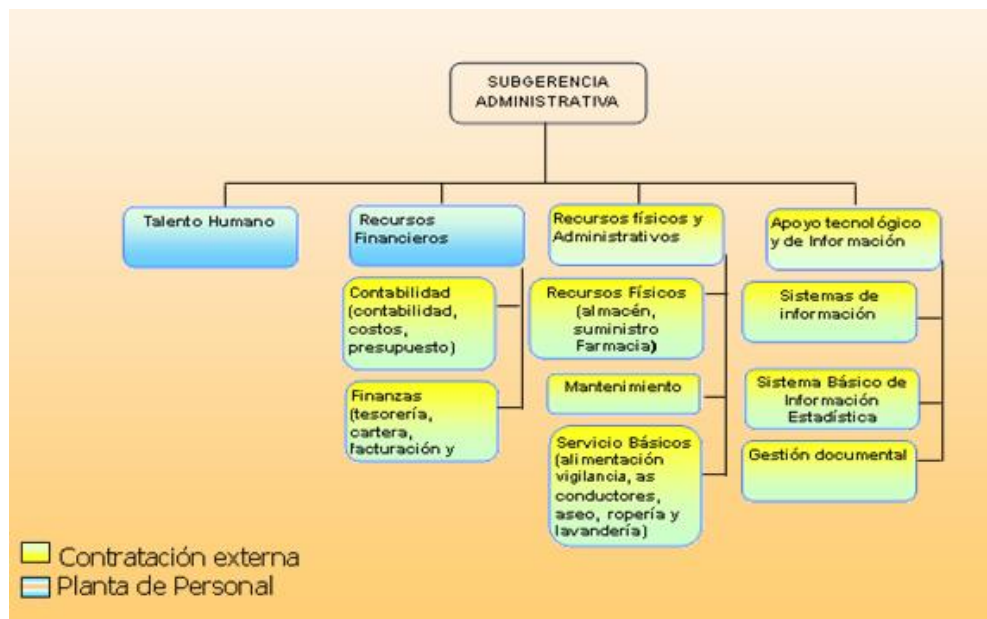 SUBGERENCIA
ADMINISTRATIVA
Talento Humano
Recursos
Financieros
Contabilidad
(contabilidad,
costos,
presupuesto)
Finanzas
(tesorería,
cartera,
facturación y
Recursos físicos y
Administrativos
Recursos Físicos
(almacén,
suministro
Farmacia)
Mantenimiento
Servicio Básicos
(alimentación
vigilancia, as
conductores,
aseo, ropería y
lavandería)
Apoyo tecnológico
y de Información
Sistemas de
información
Sistema Básico de
Información
Estadística
Gestión documental
Contratación externa
Planta de Personal